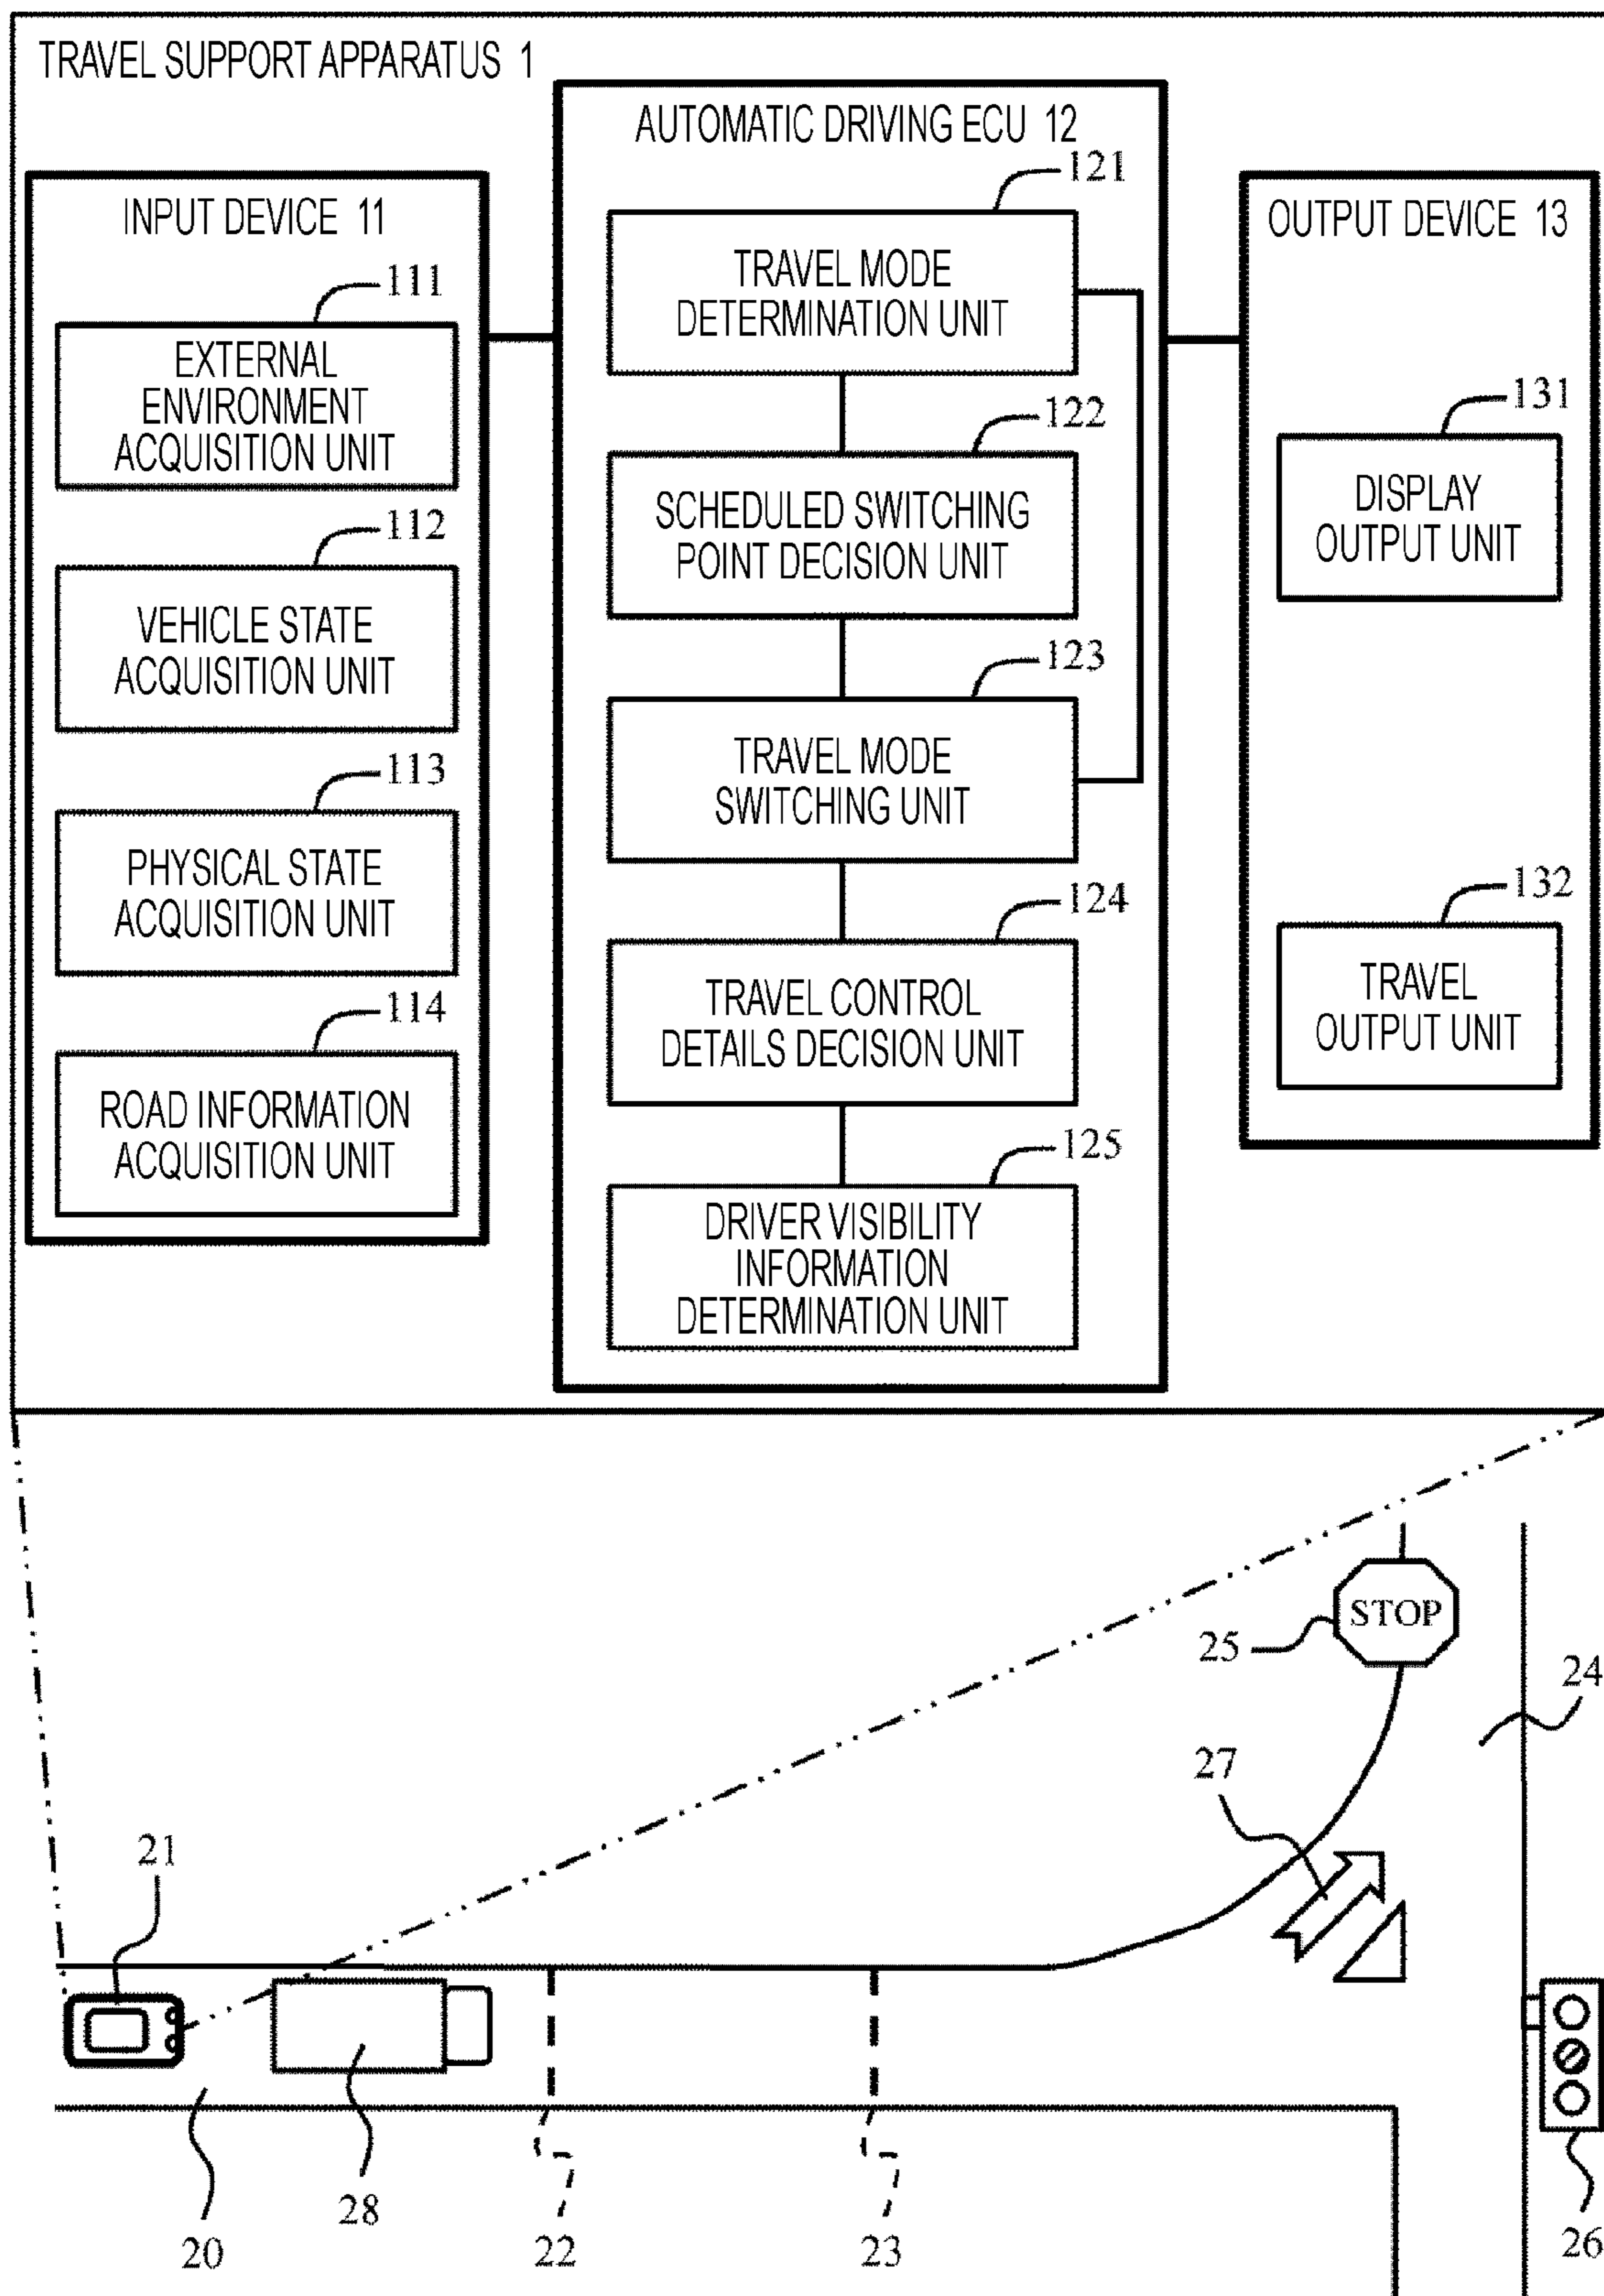 TRAVEL SUPPORT APPARATUS 1
INPUT DEVICE 11
111
EXTERNAL
ENVIRONMENT
ACQUISITION UNIT
112
VEHICLE STATE
ACQUISITION UNIT
113
PHYSICAL STATE
ACQUISITION UNIT
114
ROAD INFORMATION
ACQUISITION UNIT
AUTOMATIC DRIVING ECU 12
121
TRAVEL MODE
DETERMINATION UNIT
122
SCHEDULED SWITCHING
POINT DECISION UNIT
123
TRAVEL MODE
SWITCHING UNIT
124
TRAVEL CONTROL
DETAILS DECISION UNIT
125
DRIVER VISIBILITY
INFORMATION
DETERMINATION UNIT
OUTPUT DEVICE 13
131
DISPLAY
OUTPUT UNIT
132
TRAVEL
OUTPUT UNIT
STOP
25
24
27
21
28
20
22
23
26